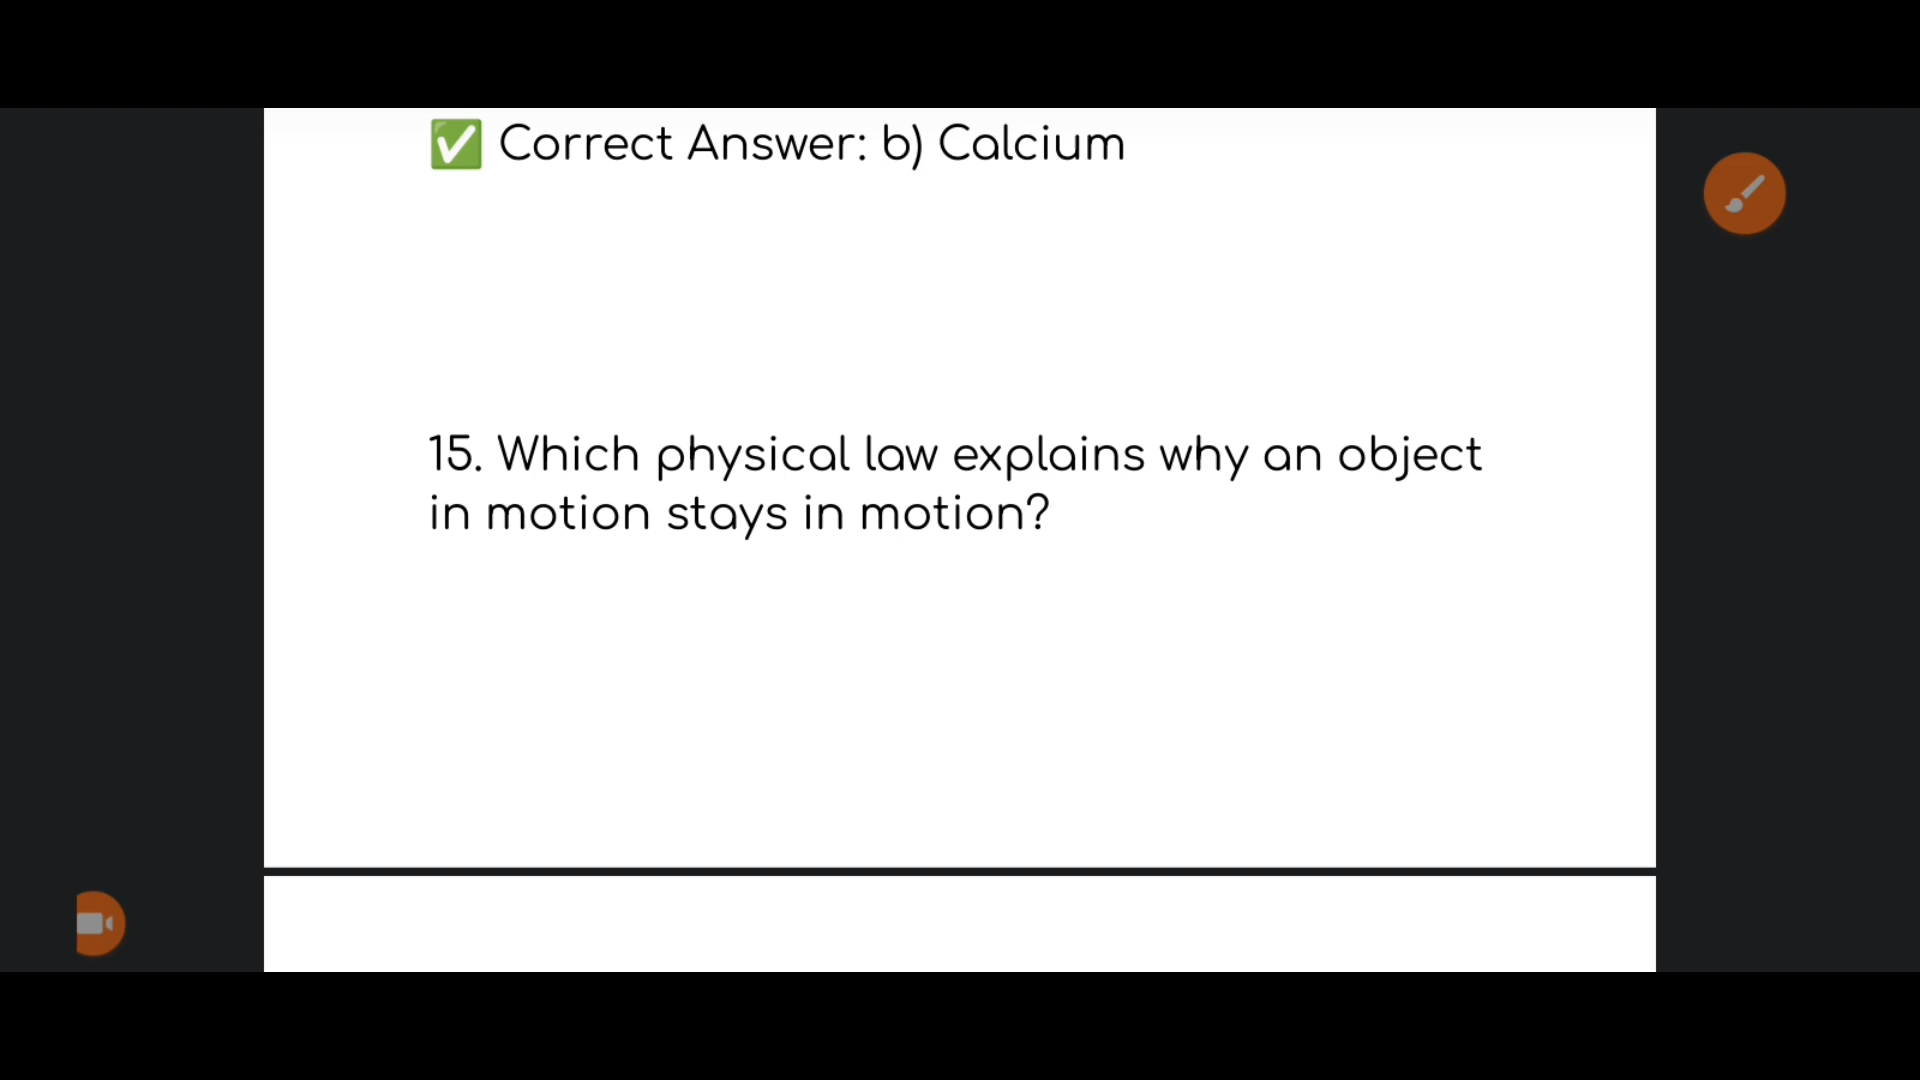 ✅ Correct Answer: b) Calcium
15. Which physical law explains why an object
in motion stays in motion?